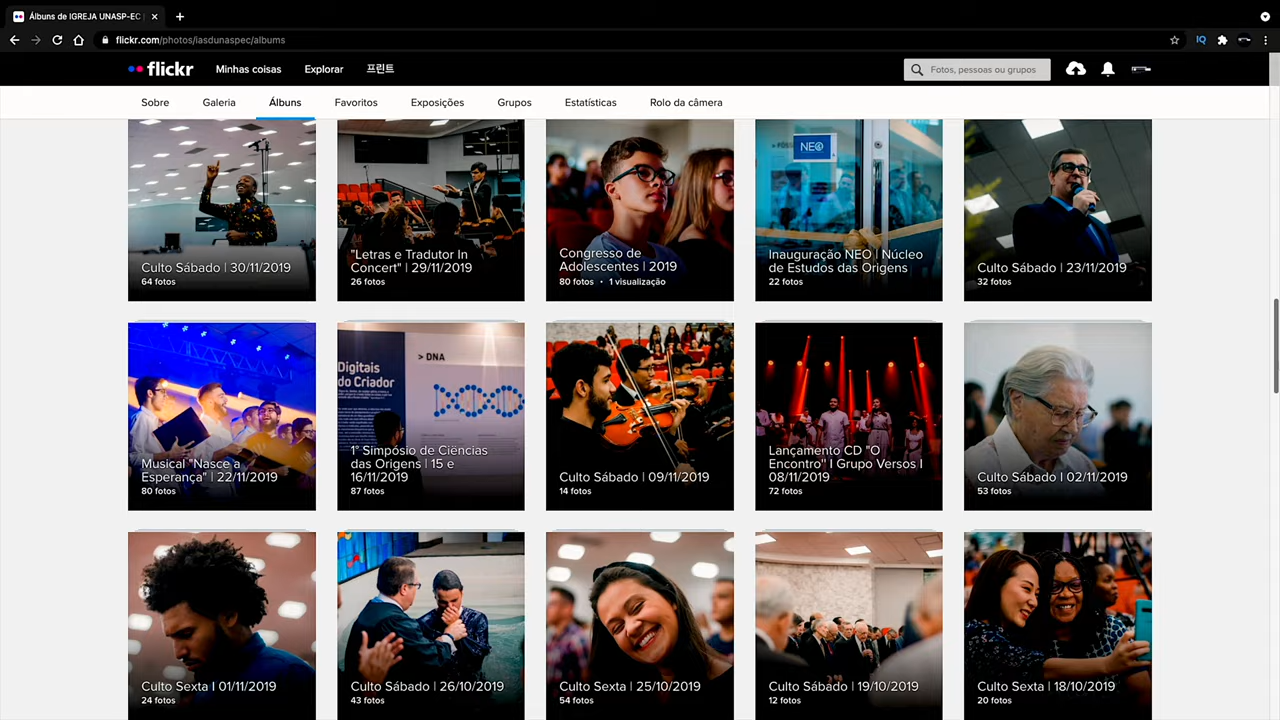 Álbuns de IGREJA UNASP-EC |
flickr.com/photos/iasdunaspec/albums
IQ
flickr
Minhas coisas
Explorar
프린트
Fotos, pessoas ou grupos
Sobre
Galeria
Álbuns
Favoritos
Exposições
Grupos
Estatísticas
Rolo da câmera
Culto Sábado | 30/11/2019
64 fotos
"Letras e Tradutor In
Concert" | 29/11/2019
26 fotos
Congresso de
Adolescentes | 2019
80 fotos • 1 visualização
NEO
Inauguração NEO | Núcleo
de Estudos das Origens
22 fotos
Culto Sábado | 23/11/2019
32 fotos
Musical "Nasce a
Esperança" | 22/11/2019
80 fotos
Digitais
do Criador
> DNA
1° Simpósio de Ciências
das Origens | 15 e
16/11/2019
87 fotos
Culto Sábado | 09/11/2019
14 fotos
Lançamento CD "O
Encontro" I Grupo Versos I
08/11/2019
72 fotos
Culto Sábado I 02/11/2019
53 fotos
Culto Sexta I 01/11/2019
24 fotos
Culto Sábado | 26/10/2019
43 fotos
Culto Sexta | 25/10/2019
54 fotos
Culto Sábado | 19/10/2019
12 fotos
Culto Sexta | 18/10/2019
20 fotos